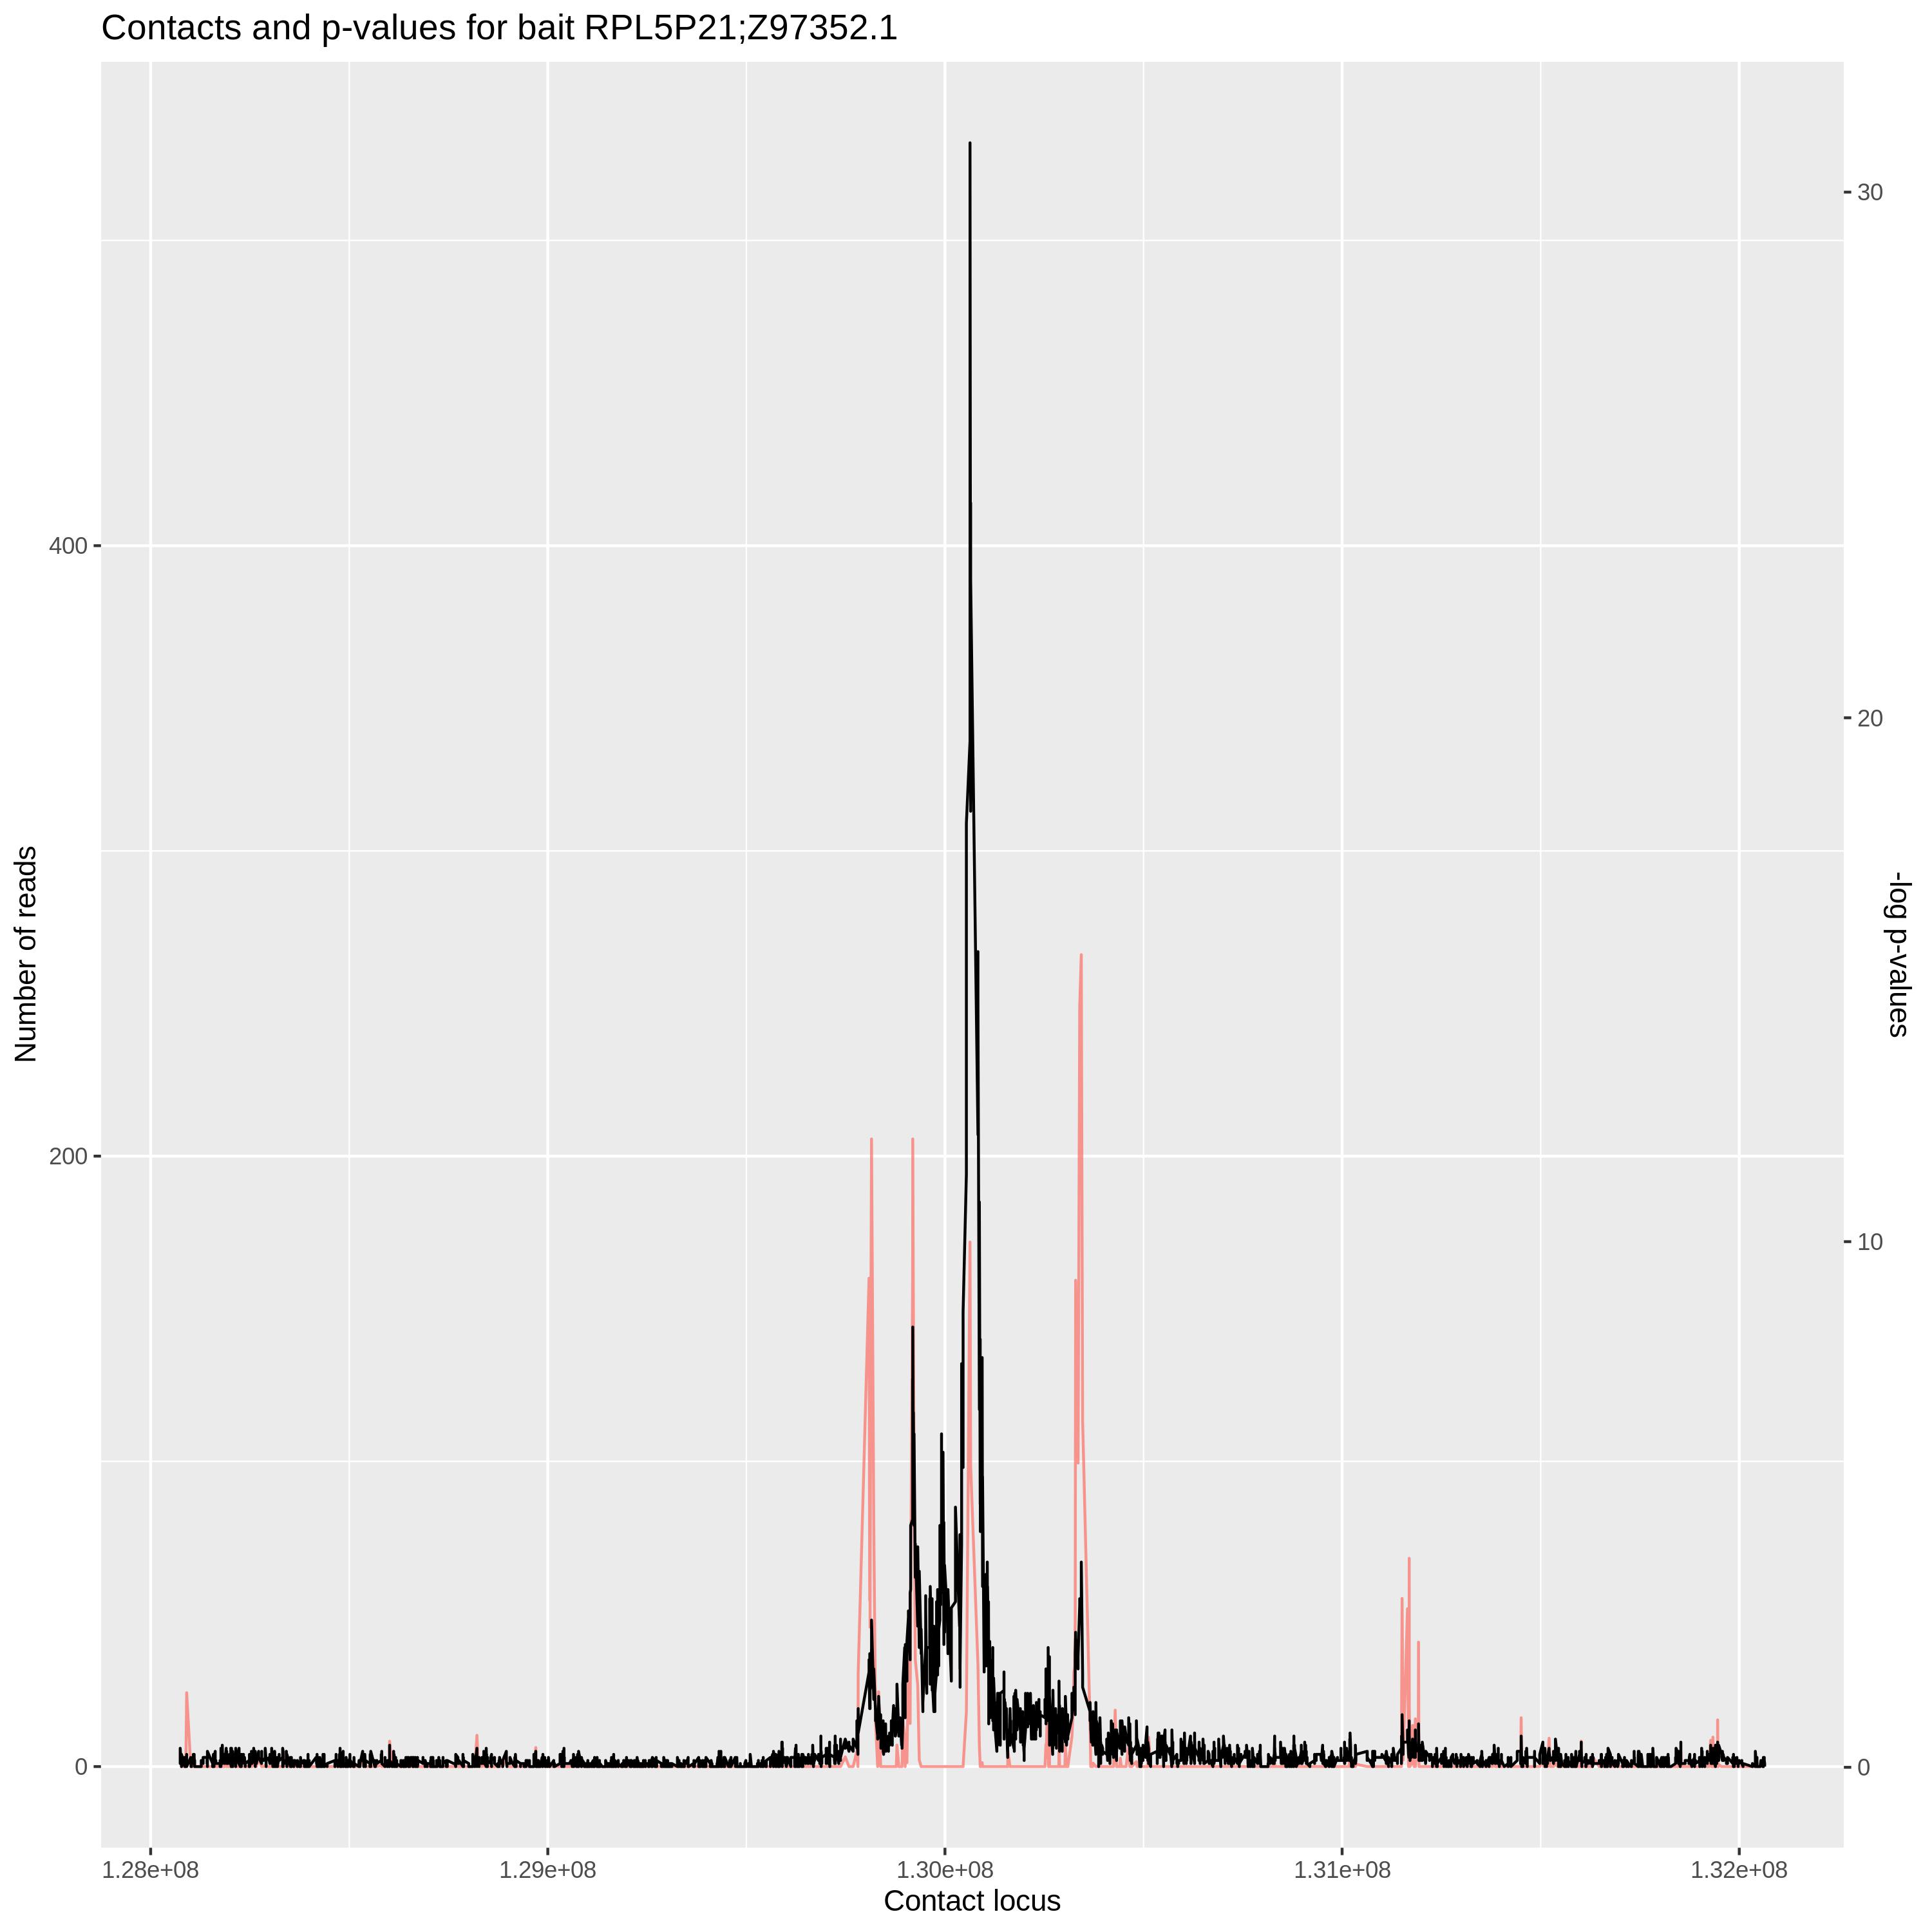 Contacts and p-values for bait RPL5P21;Z97352.1
Number of reads
400
200
0
30
20
10
0
-log p-values
1.28e+08 1.29e+08 1.30e+08 1.31e+08 1.32e+08
Contact locus